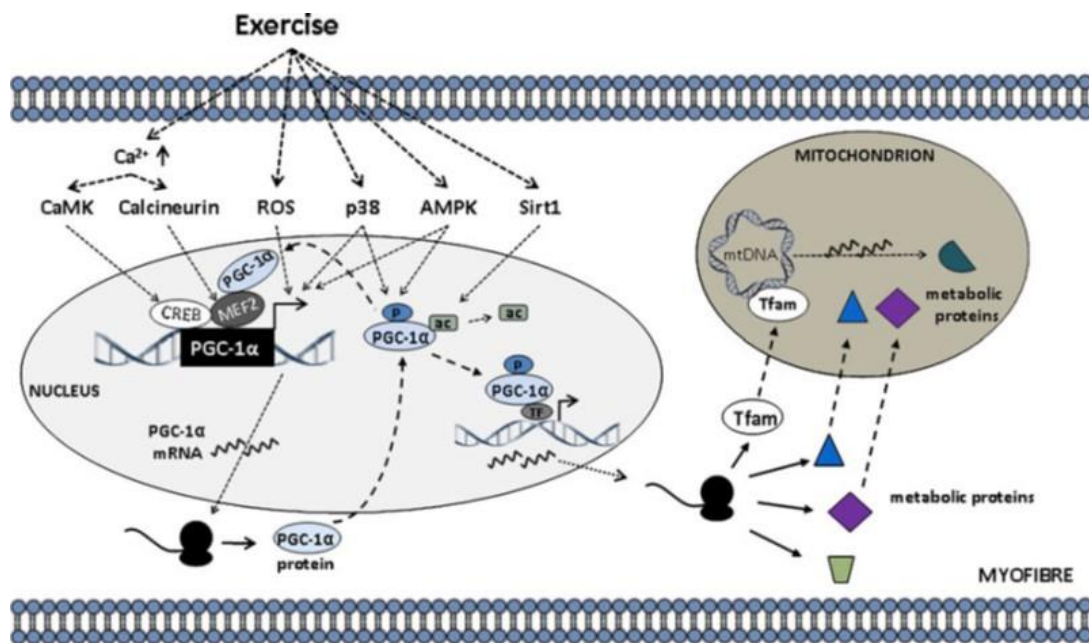 Exercise
Ca²⁺
CaMK Calcineurin ROS p38 AMPK Sirt1
MITOCHONDRION
mtDNA
Tfam
metabolic
proteins
PGC-1α
CREB MEF2
PGC-1α
P
PGC-1α
ac ac
P
PGC-1α
TF
NUCLEUS
PGC-1α
mRNA
PGC-1α
protein
Tfam
metabolic proteins
MYOFIBRE